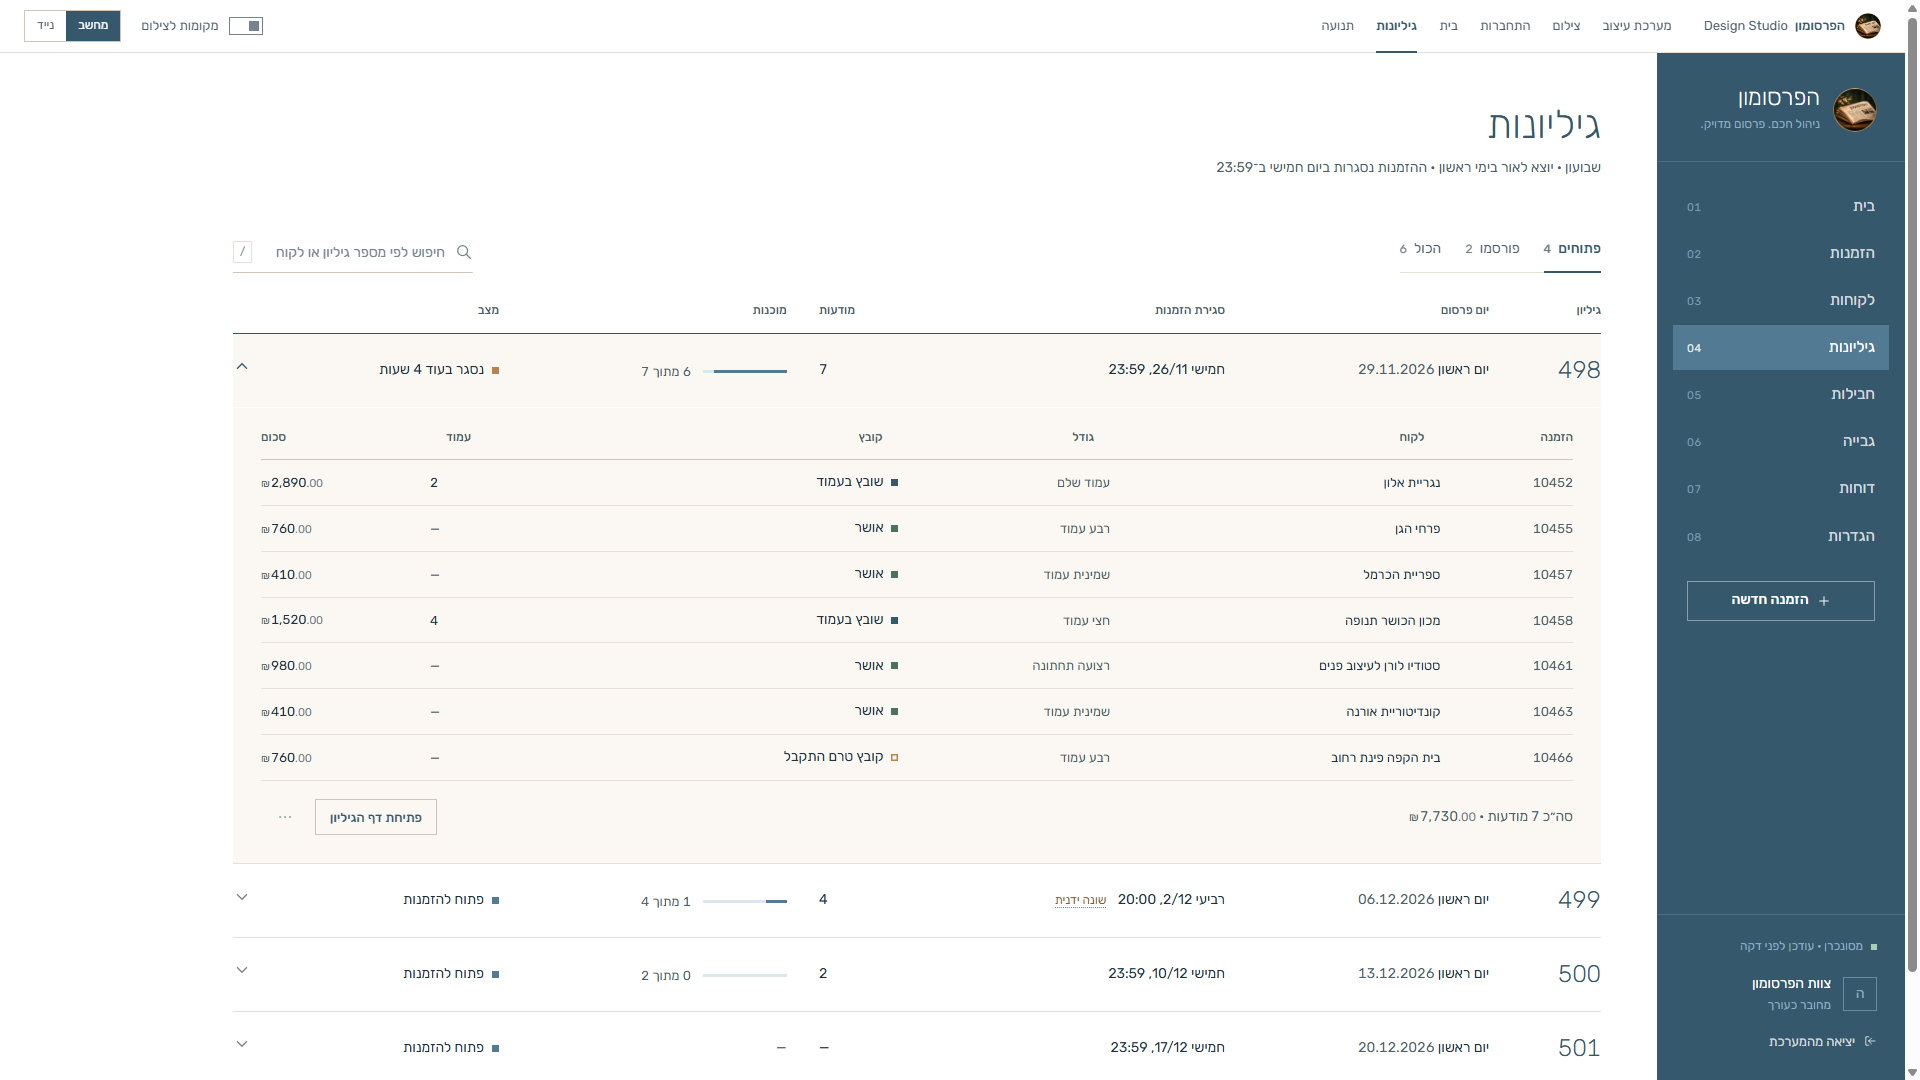 הפרסומון Design Studio
מערכת עיצוב
צילום
התחברות
בית
גיליונות
תנועה
מקומות לצילום
מחשב
נייד
הפרסומון
ניהול חכם. פרסום מדויק.
בית 01
הזמנות 02
לקוחות 03
גיליונות 04
חבילות 05
גבייה 06
דוחות 07
הגדרות 08
+ הזמנה חדשה
מסונכרן • עודכן לפני דקה
ה
צוות הפרסומון
מחובר כעורך
יציאה מהמערכת
גיליונות
שבועון • יוצא לאור בימי ראשון • ההזמנות נסגרות ביום חמישי ב־23:59
פתוחים 4 פורסמו 2 הכול 6
חיפוש לפי מספר גיליון או לקוח /
גיליון יום פרסום סגירת הזמנות מודעות מוכנות מצב
498 יום ראשון 29.11.2026 חמישי 26/11, 23:59 7 6 מתוך 7 נסגר בעוד 4 שעות
הזמנה לקוח גודל קובץ עמוד סכום
10452 נגריית אלון עמוד שלם שובץ בעמוד 2 ₪2,890.00
10455 פרחי הגן רבע עמוד אושר – ₪760.00
10457 ספריית הכרמל שמינית עמוד אושר – ₪410.00
10458 מכון הכושר תנופה חצי עמוד שובץ בעמוד 4 ₪1,520.00
10461 סטודיו לורן לעיצוב פנים רצועה תחתונה אושר – ₪980.00
10463 קונדיטוריית אורנה שמינית עמוד אושר – ₪410.00
10466 בית הקפה פינת רחוב רבע עמוד קובץ טרם התקבל – ₪760.00
סה״כ 7 מודעות • ₪7,730.00
פתיחת דף הגיליון ...
499 יום ראשון 06.12.2026 רביעי 2/12, 20:00 שונה ידנית 4 1 מתוך 4 פתוח להזמנות
500 יום ראשון 13.12.2026 חמישי 10/12, 23:59 2 0 מתוך 2 פתוח להזמנות
501 יום ראשון 20.12.2026 חמישי 17/12, 23:59 – – פתוח להזמנות